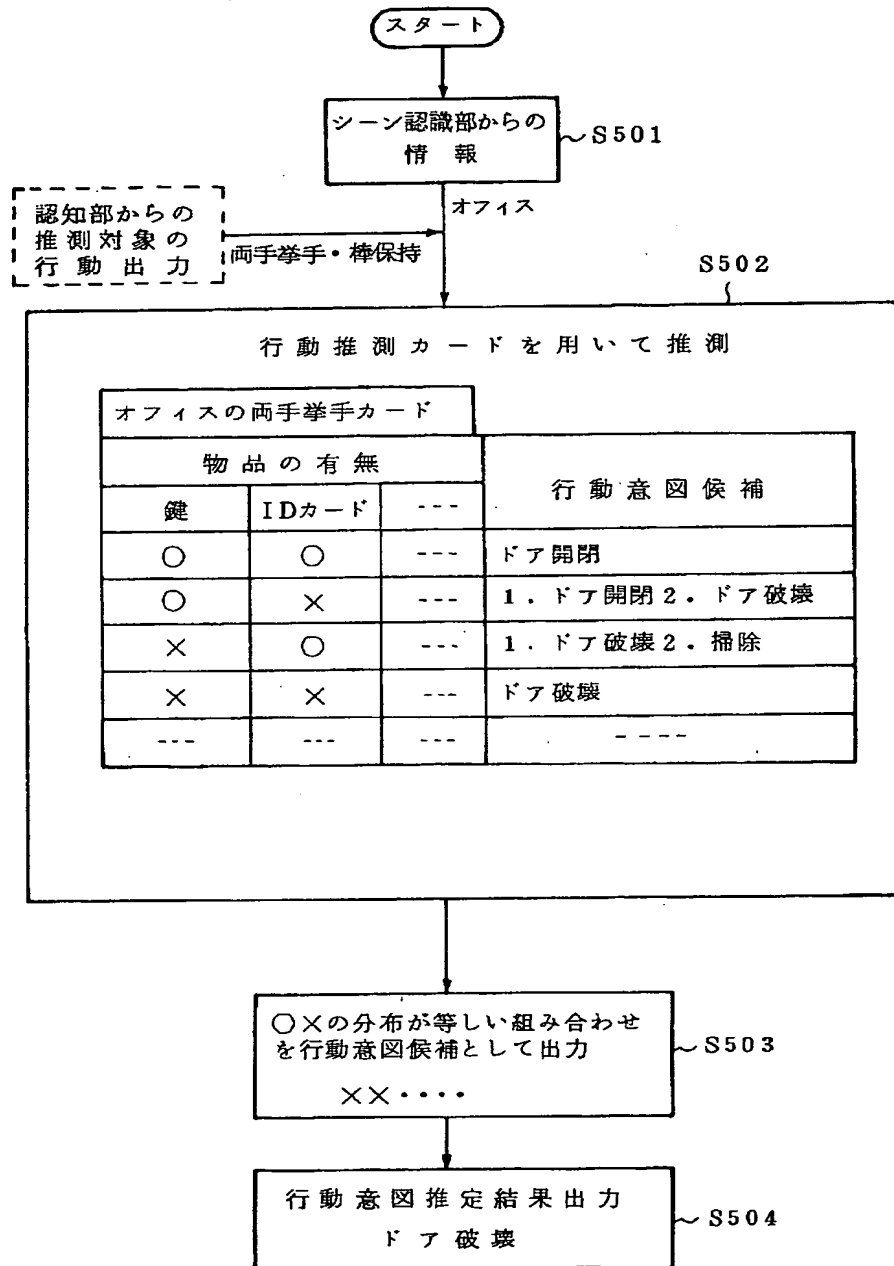 スタート
シーン認識部からの
情報
S501
オフィス
認知部からの
推測対象の
行動出力
両手挙手・棒保持
S502
行動推測カードを用いて推測
オフィスの両手挙手カード
物品の有無
行動意図候補
鍵 IDカード ---
○ ○ --- ドア開閉
○ × --- 1.ドア開閉2.ドア破壊
× ○ --- 1.ドア破壊2.掃除
× × --- ドア破壊
--- --- --- ----
○×の分布が等しい組み合わせ
を行動意図候補として出力
××・・・・
S503
行動意図推定結果出力
ドア破壊
S504